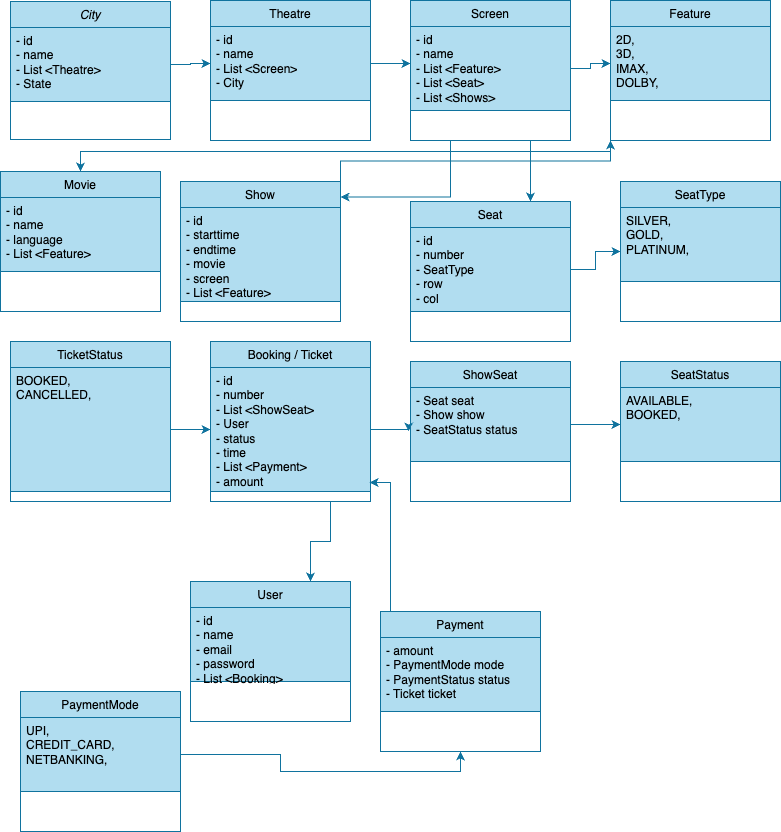 City
- id
- name
- List <Theatre>
- State
Theatre
- id
- name
- List <Screen>
- City
Screen
- id
- name
- List <Feature>
- List <Seat>
- List <Shows>
Feature
2D,
3D,
IMAX,
DOLBY,
Movie
- id
- name
- language
- List <Feature>
Show
- id
- starttime
- endtime
- movie
- screen
- List <Feature>
Seat
- id
- number
- SeatType
- row
- col
SeatType
SILVER,
GOLD,
PLATINUM,
TicketStatus
BOOKED,
CANCELLED,
Booking / Ticket
- id
- number
- List <ShowSeat>
- User
- status
- time
- List <Payment>
- amount
ShowSeat
- Seat seat
- Show show
- SeatStatus status
SeatStatus
AVAILABLE,
BOOKED,
User
- id
- name
- email
- password
- List <Booking>
Payment
- amount
- PaymentMode mode
- PaymentStatus status
- Ticket ticket
PaymentMode
UPI,
CREDIT_CARD,
NETBANKING,